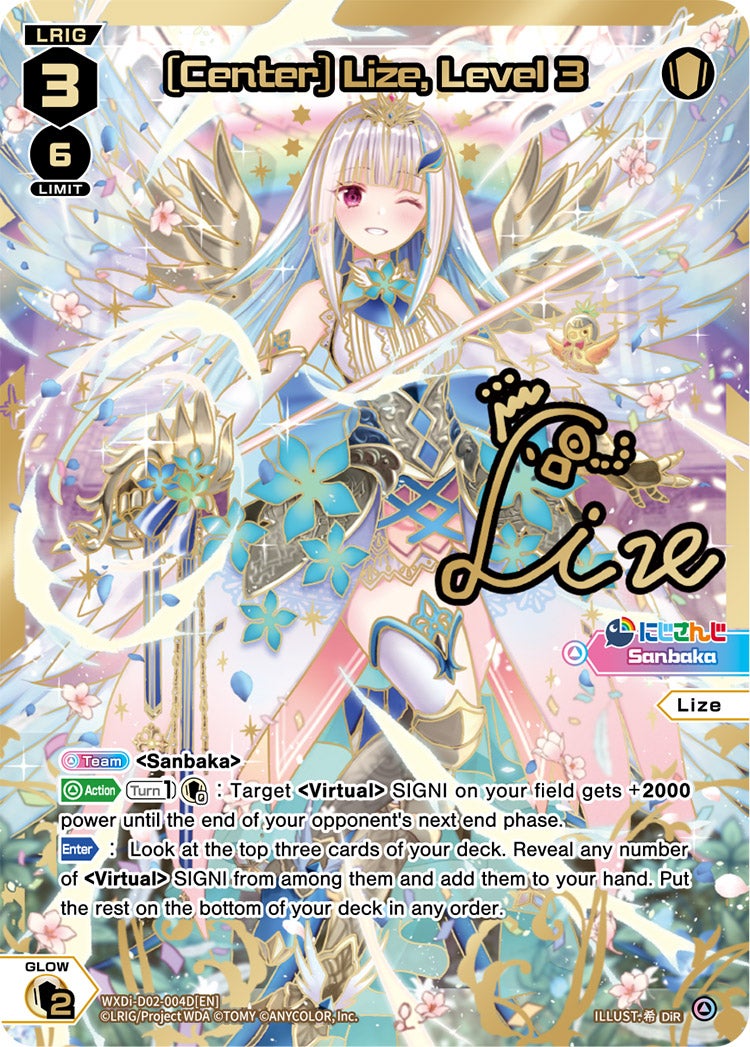 LRIG
3
6
LIMIT
[Center] Lize, Level 3
Lize
にじさんじ
Sanbaka
Lize
Team <Sanbaka>
Action Turn 1 0 : Target <Virtual> SIGNI on your field gets +2000
power until the end of your opponent's next end phase.
Enter : Look at the top three cards of your deck. Reveal any number
of <Virtual> SIGNI from among them and add them to your hand. Put
the rest on the bottom of your deck in any order.
GLOW
2
WXDi-D02-004D[EN]
©LRIG/Project WDA ©TOMY ©ANYCOLOR, Inc.
ILLUST.希 DiR